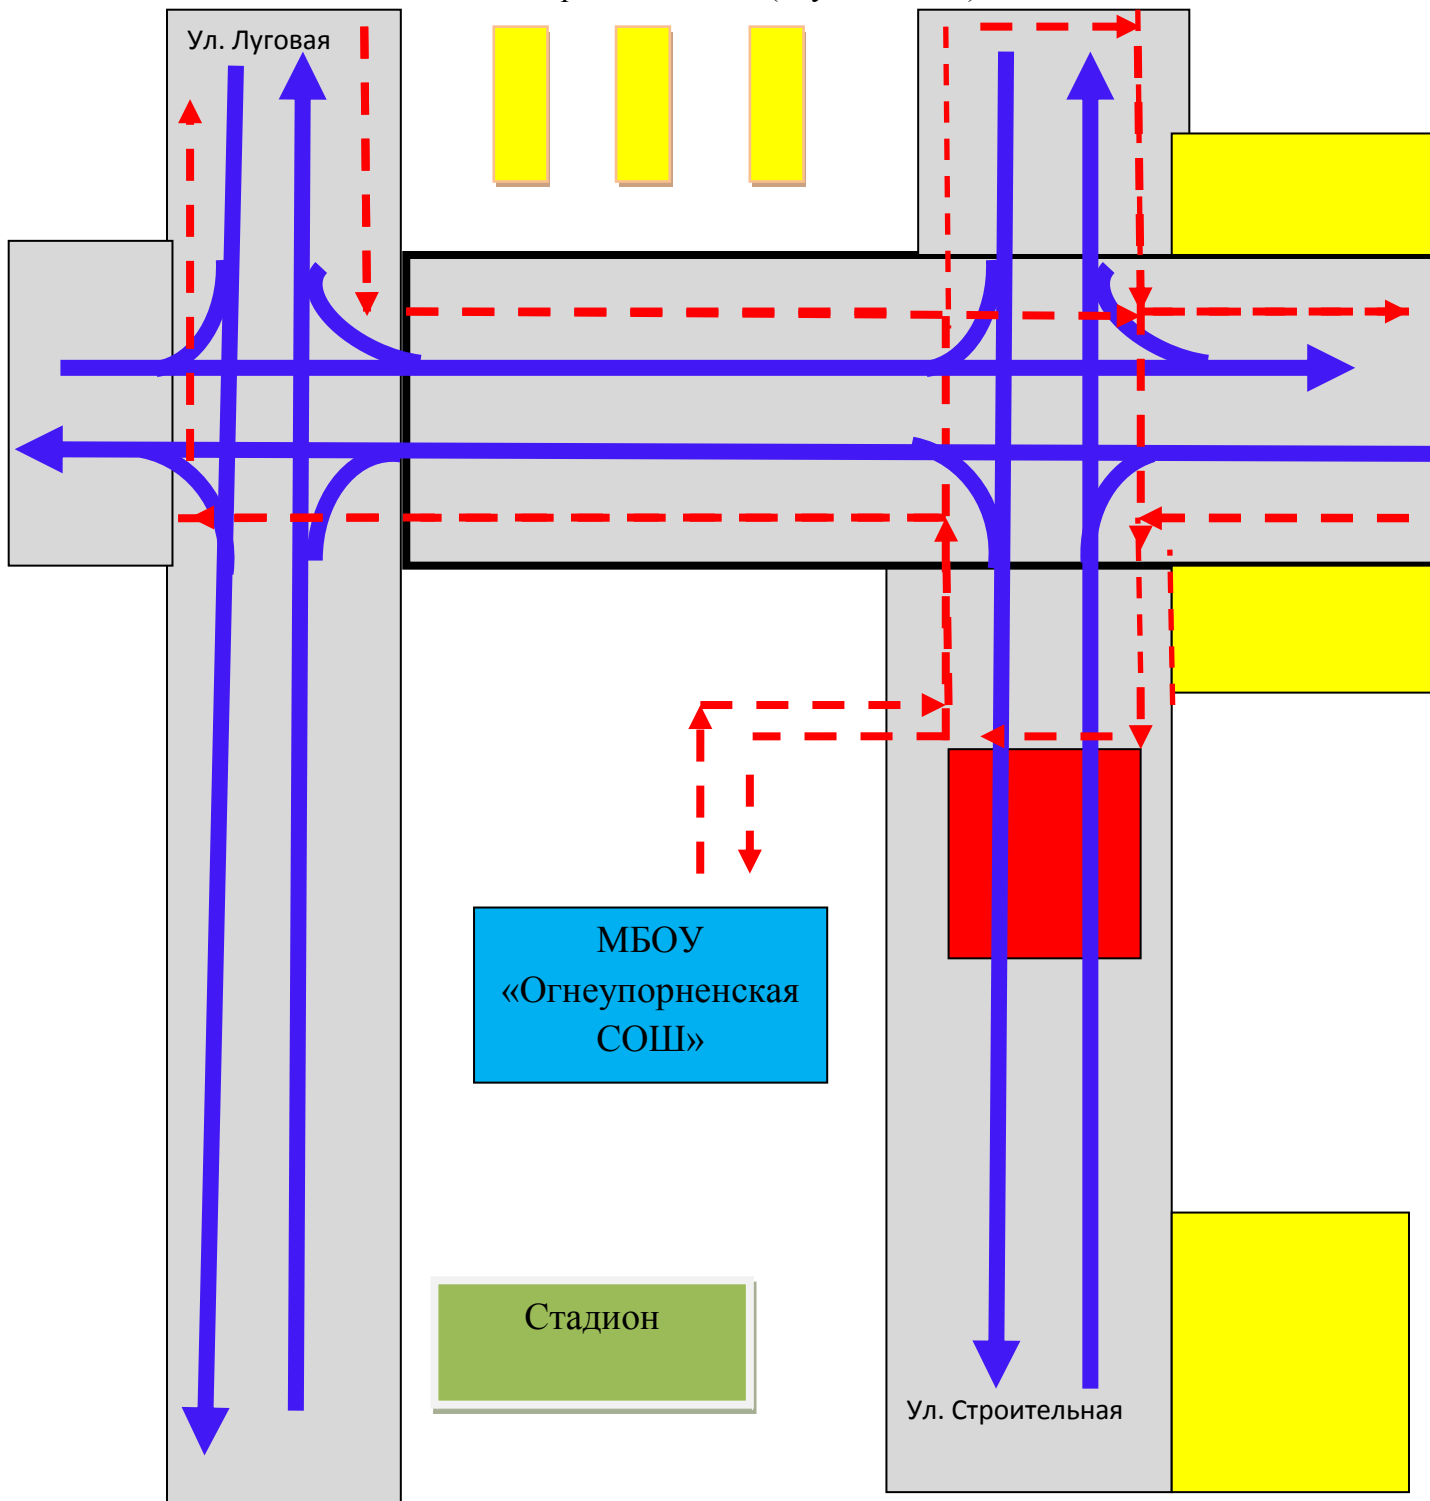 Ул. Луговая
МБОУ
«Огнеупорненская
СОШ»
Стадион
Ул. Строительная